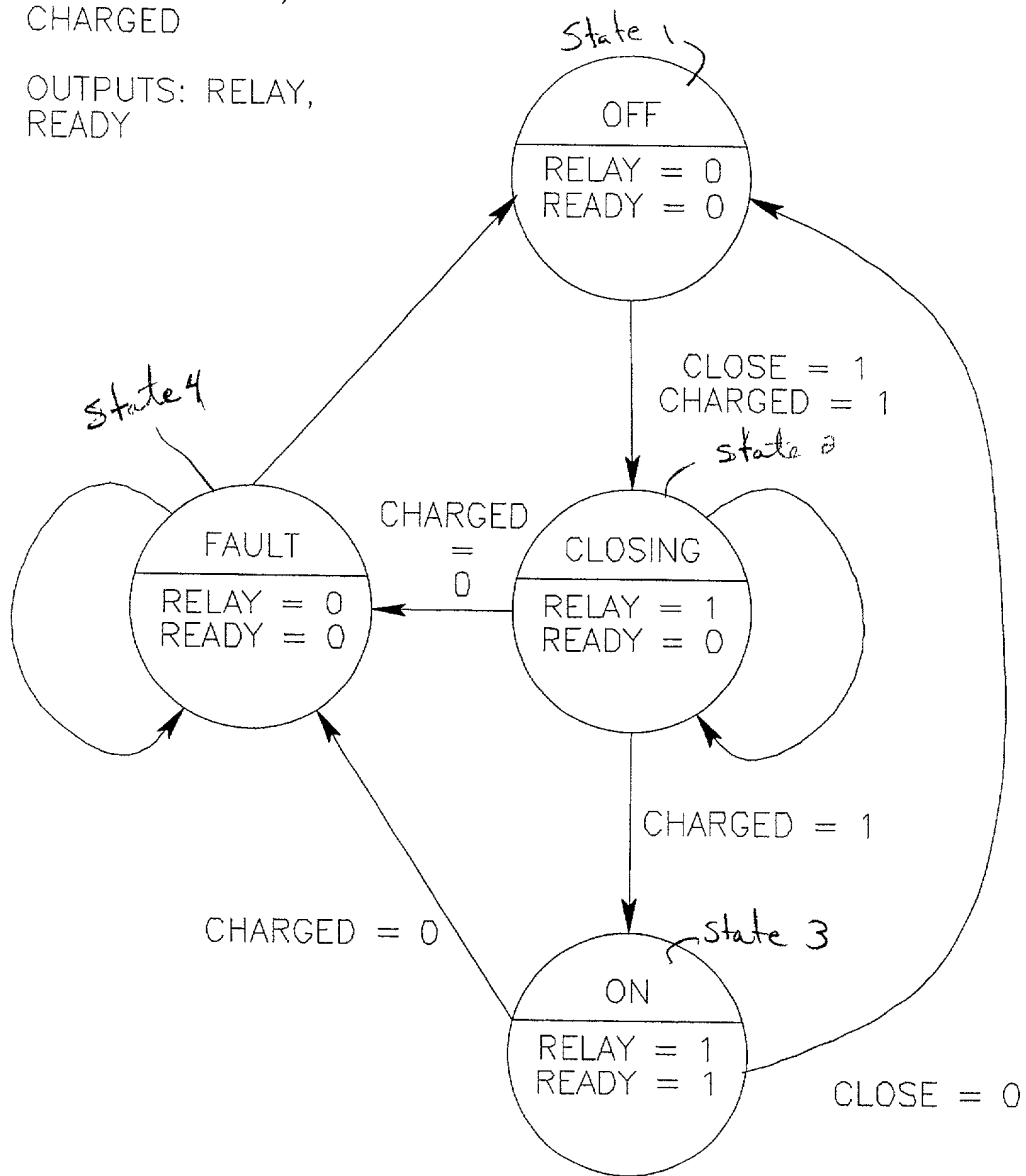 CHARGED
OUTPUTS: RELAY,
READY
State 1
OFF
RELAY = 0
READY = 0
CLOSE = 1
CHARGED = 1
State 4
State
FAULT
RELAY = 0
READY = 0
CHARGED
=
0
CLOSING
RELAY = 1
READY = 0
CHARGED = 1
CHARGED = 0
State 3
ON
RELAY = 1
READY = 1
CLOSE = 0